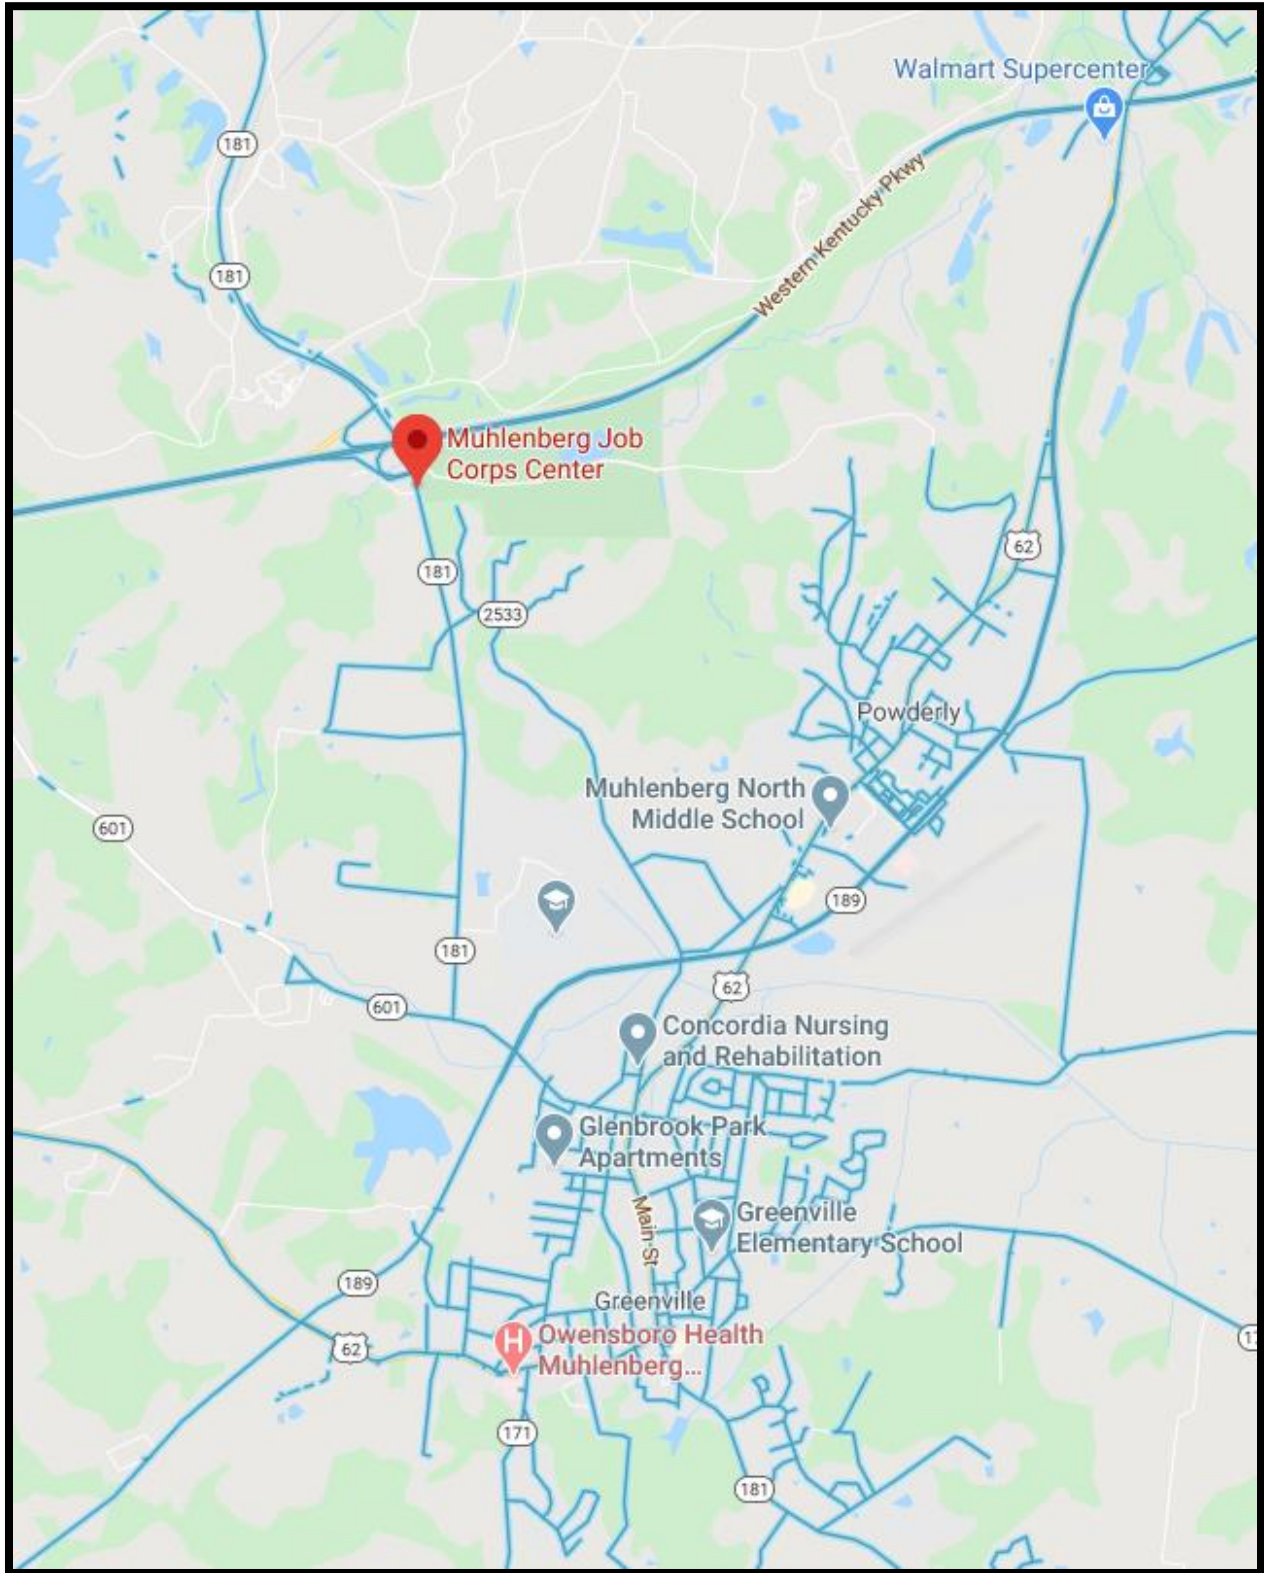 Walmart Supercenter
181
Western Kentucky Pkwy
181
Muhlenberg Job
Corps Center
62
181
2533
Powderly
Muhlenberg North
Middle School
601
189
181
62
601
Concordia Nursing
and Rehabilitation
Glenbrook Park
Apartments
Main St
Greenville
Elementary School
189
Greenville
62
H
Owensboro Health
Muhlenberg...
171
181